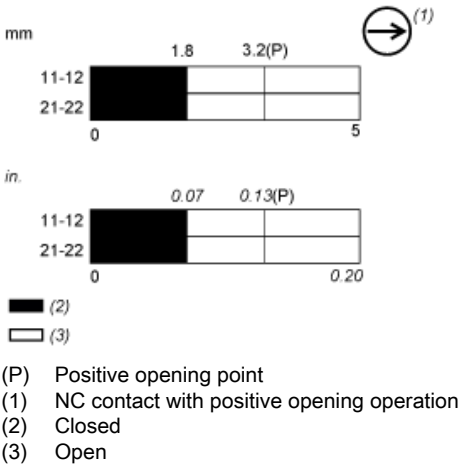 (1)
mm
1.8 3.2(P)
11-12
21-22
0 5
in.
0.07 0.13(P)
11-12
21-22
0 0.20
(2)
(3)
(P) Positive opening point
(1) NC contact with positive opening operation
(2) Closed
(3) Open